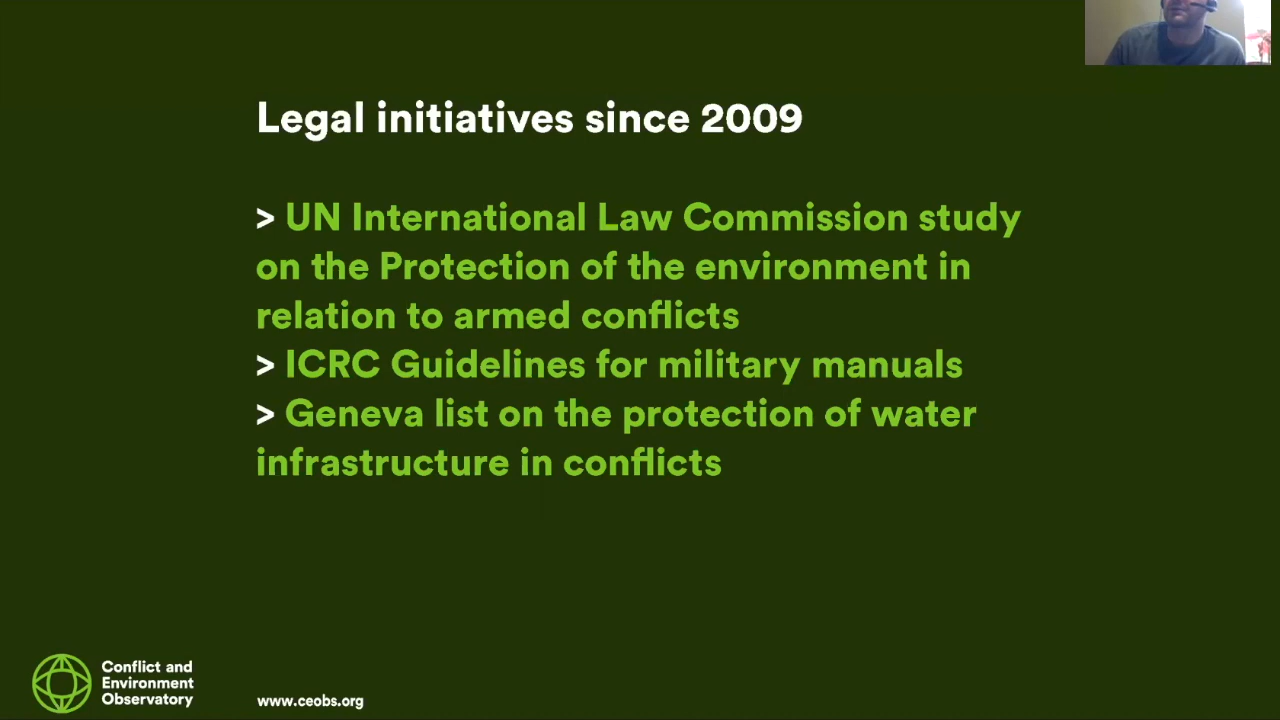 Legal initiatives since 2009
> UN International Law Commission study
on the Protection of the environment in
relation to armed conflicts
> ICRC Guidelines for military manuals
> Geneva list on the protection of water
infrastructure in conflicts
Conflict and
Environment
Observatory
www.ceobs.org